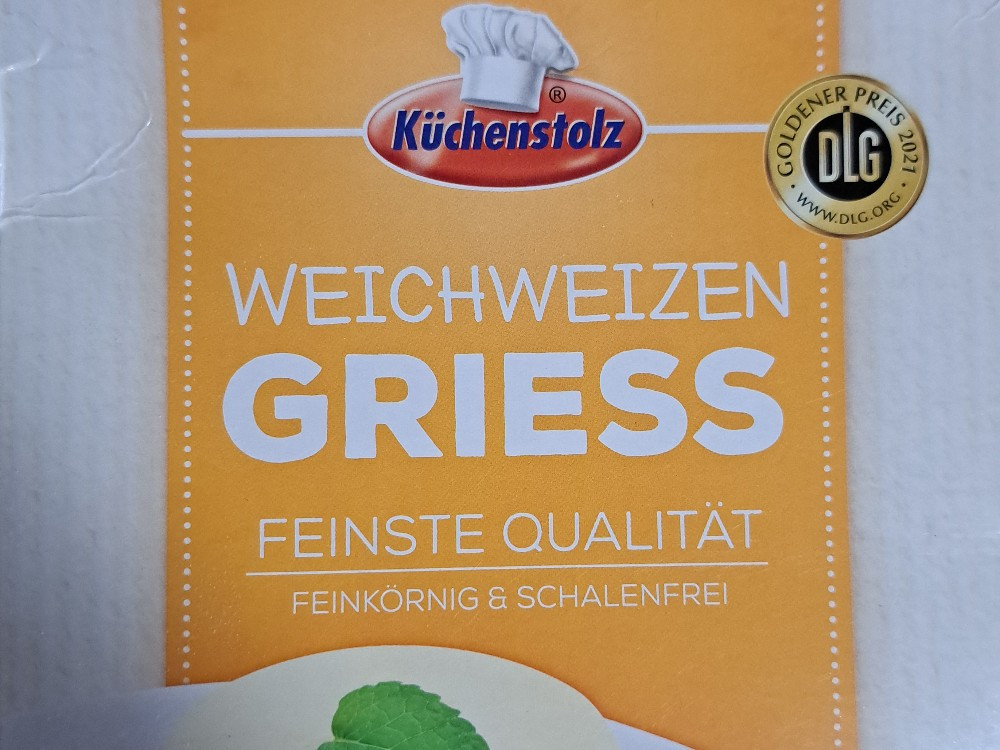 Küchenstolz®
GOLDENER PREIS 2021
DLG
WWW.DLG.ORG
WEICHWEIZEN
GRIESS
FEINSTE QUALITÄT
FEINKÖRNIG & SCHALENFREI